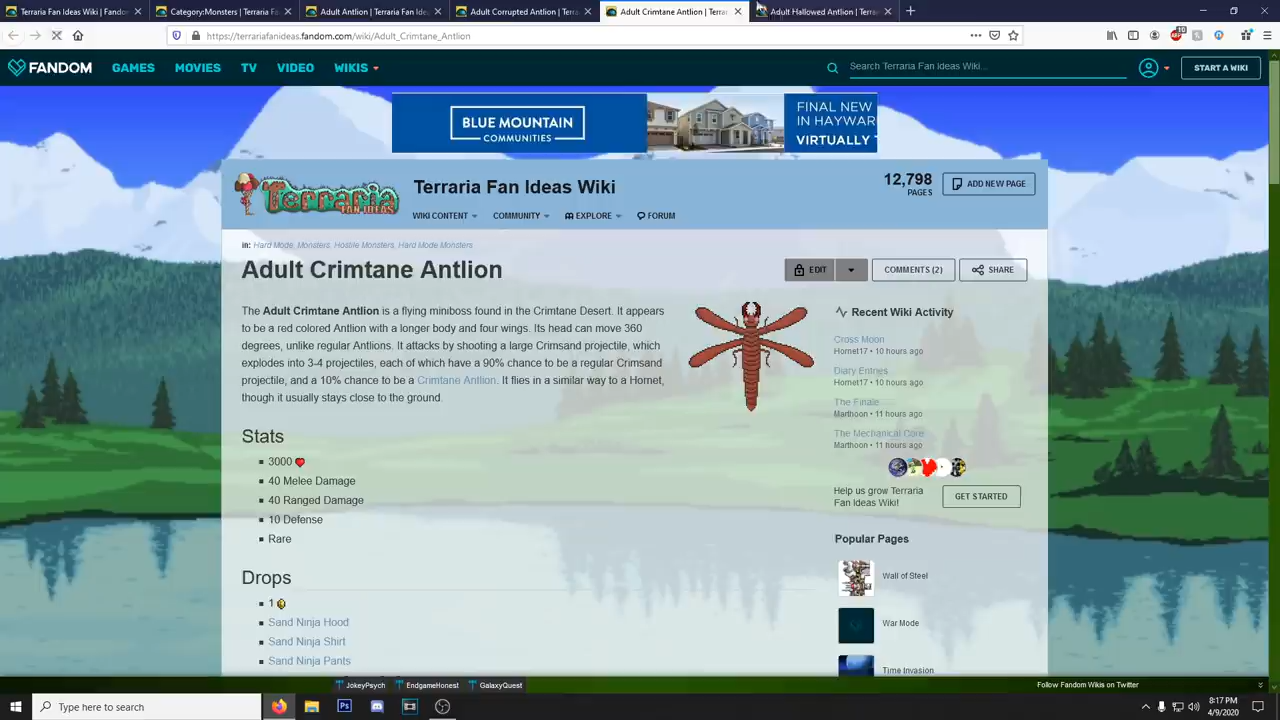 Terraria Fan Ideas Wiki | Fando
Category:Monsters | Terraria F
Adult Antlion | Terraria Fan Ide
Adult Corrupted Antlion | Terra
Adult Crimtane Antlion | Terrar
Adult Hallowed Antlion | Terrar
https://terrariafanideas.fandom.com/wiki/Adult_Crimtane_Antlion
10
FANDOM
GAMES
MOVIES
TV
VIDEO
WIKIS
Search Terraria Fan Ideas Wiki...
START A WIKI
BLUE MOUNTAIN
COMMUNITIES
FINAL NEW
IN HAYWAR
VIRTUALLY
Terraria
FAN IDEAS
Terraria Fan Ideas Wiki
12,798
PAGES
ADD NEW PAGE
WIKI CONTENT
COMMUNITY
EXPLORE
FORUM
in: Hard Mode, Monsters, Hostile Monsters, Hard Mode Monsters
Adult Crimtane Antlion
EDIT
COMMENTS (2)
SHARE
The Adult Crimtane Antlion is a flying miniboss found in the Crimtane Desert. It appears
to be a red colored Antlion with a longer body and four wings. Its head can move 360
degrees, unlike regular Antlions. It attacks by shooting a large Crimsand projectile, which
explodes into 3-4 projectiles, each of which have a 90% chance to be a regular Crimsand
projectile, and a 10% chance to be a Crimtane Antlion. It flies in a similar way to a Hornet,
though it usually stays close to the ground.
Stats
3000
40 Melee Damage
40 Ranged Damage
10 Defense
Rare
Drops
1
Sand Ninja Hood
Sand Ninja Shirt
Sand Ninja Pants
Recent Wiki Activity
Cross Moon
Hornet17 • 10 hours ago
Diary Entries
Hornet17 • 10 hours ago
The Finale
Marthoon • 11 hours ago
The Mechanical Core
Marthoon • 11 hours ago
Help us grow Terraria
Fan Ideas Wiki!
GET STARTED
Popular Pages
Wall of Steel
War Mode
Time Invasion
JokeyPsych
EndgameHonest
GalaxyQuest
Follow Fandom Wikis on Twitter
Type here to search
8:17 PM
4/9/2020